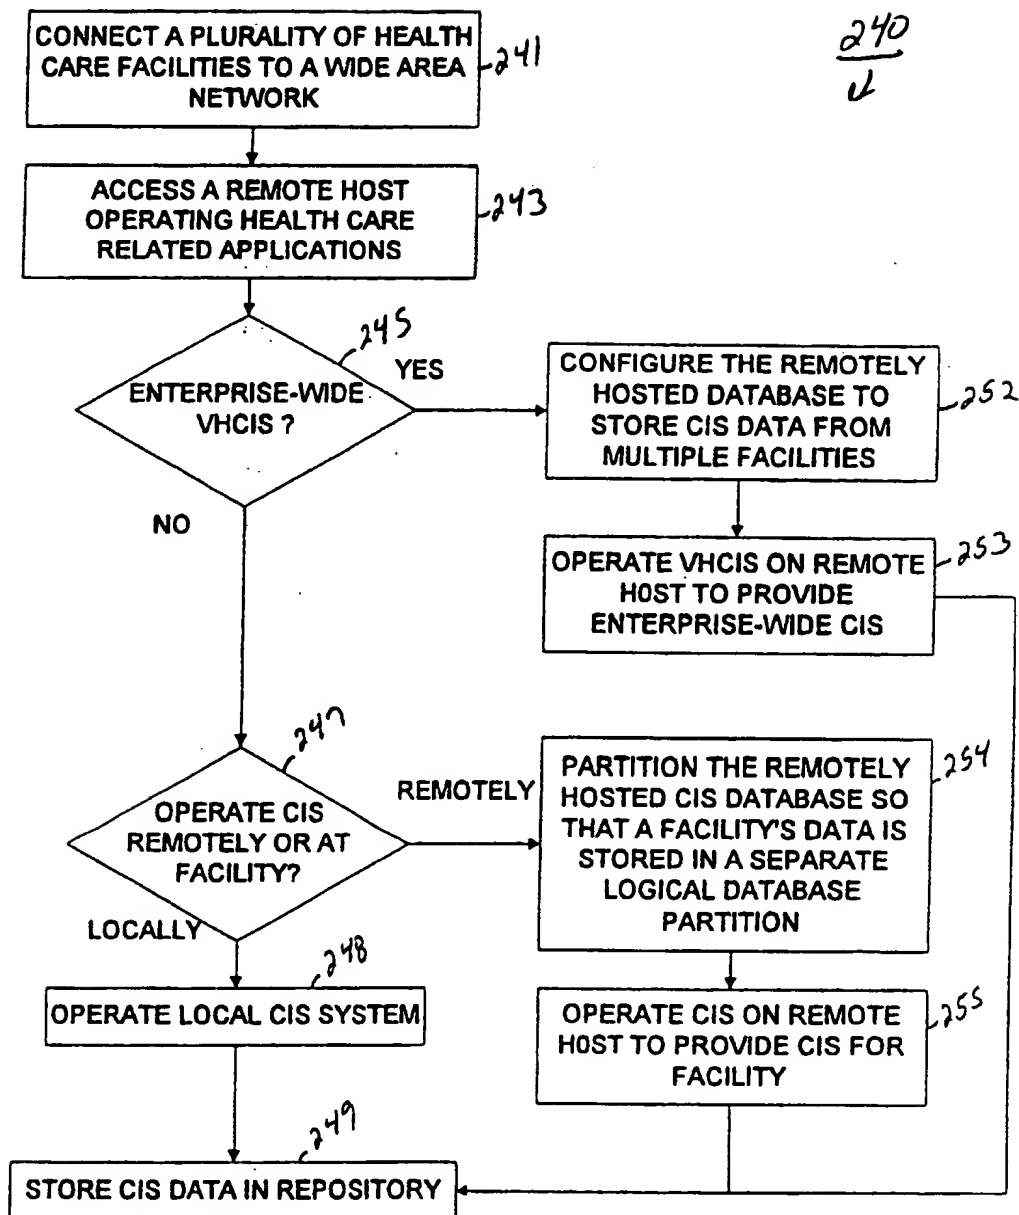 240
CONNECT A PLURALITY OF HEALTH
CARE FACILITIES TO A WIDE AREA
NETWORK
241
ACCESS A REMOTE HOST
OPERATING HEALTH CARE
RELATED APPLICATIONS
243
245
ENTERPRISE-WIDE
VHCIS ?
YES
NO
CONFIGURE THE REMOTELY
HOSTED DATABASE TO
STORE CIS DATA FROM
MULTIPLE FACILITIES
252
OPERATE VHCIS ON REMOTE
HOST TO PROVIDE
ENTERPRISE-WIDE CIS
253
247
OPERATE CIS
REMOTELY OR AT
FACILITY?
REMOTELY
LOCALLY
PARTITION THE REMOTELY
HOSTED CIS DATABASE SO
THAT A FACILITY'S DATA IS
STORED IN A SEPARATE
LOGICAL DATABASE
PARTITION
254
248
OPERATE LOCAL CIS SYSTEM
OPERATE CIS ON REMOTE
HOST TO PROVIDE CIS FOR
FACILITY
255
249
STORE CIS DATA IN REPOSITORY